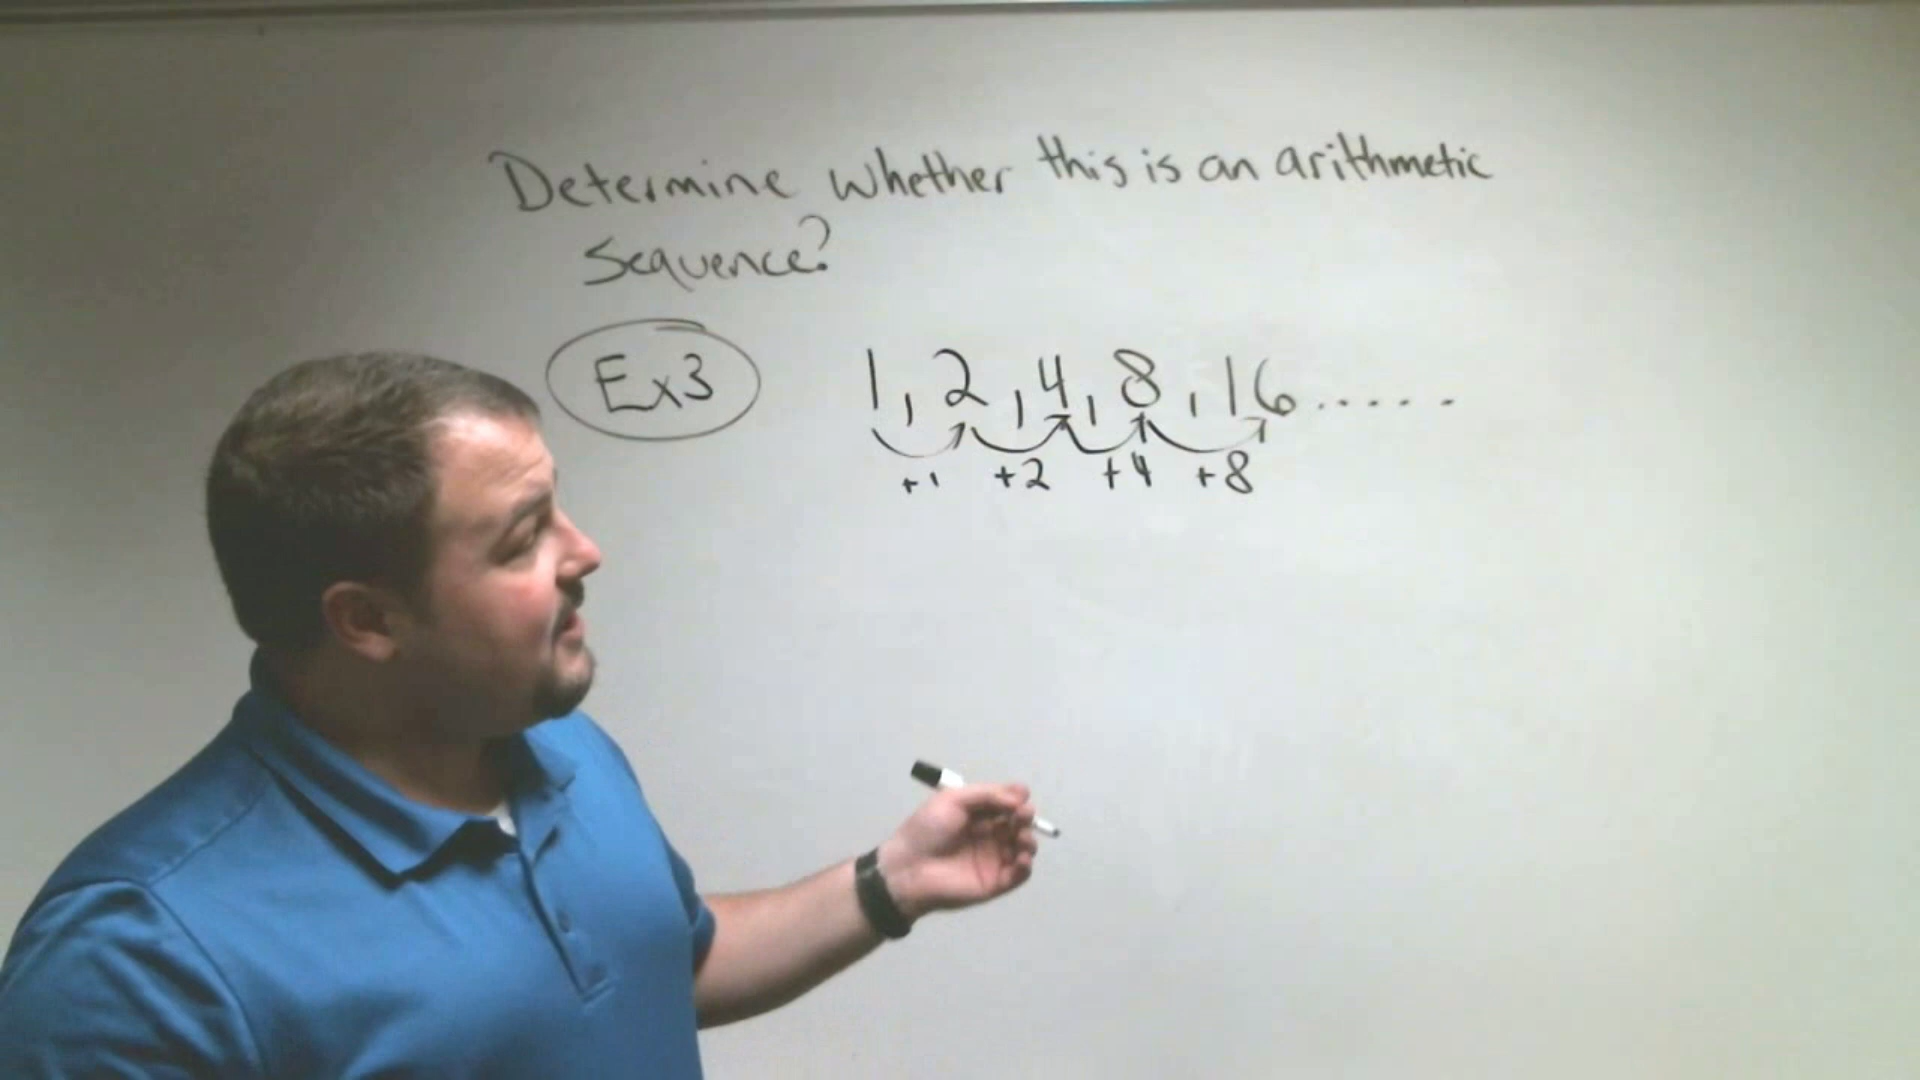 Determine whether this is an arithmetic
sequence?
Ex3 1, 2, 4, 8, 16.....
+1 +2 +4 +8